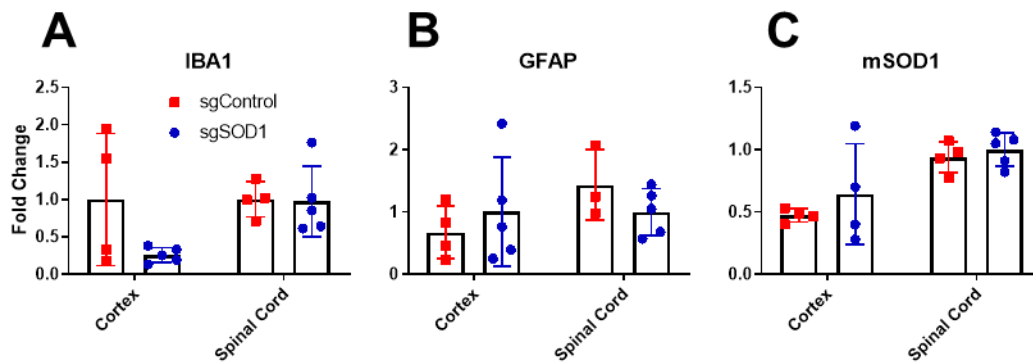 A
B
C
IBA1
GFAP
mSOD1
Fold Change
2.5
2.0
1.5
1.0
0.5
0.0
sgControl
sgSOD1
Cortex
Spinal Cord
3
2
1
0
Cortex
Spinal Cord
1.5
1.0
0.5
0.0
Cortex
Spinal Cord